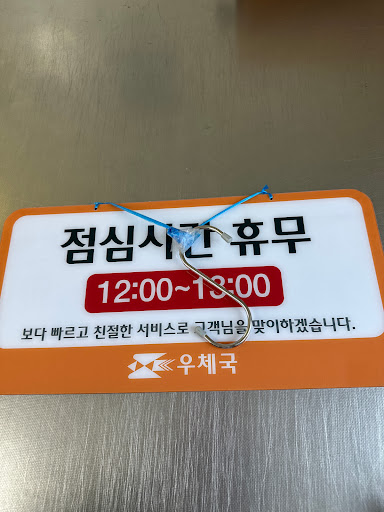 점심시간 휴무
12:00~13:00
보다 빠르고 친절한 서비스로 고객님을 맞이하겠습니다.
우체국